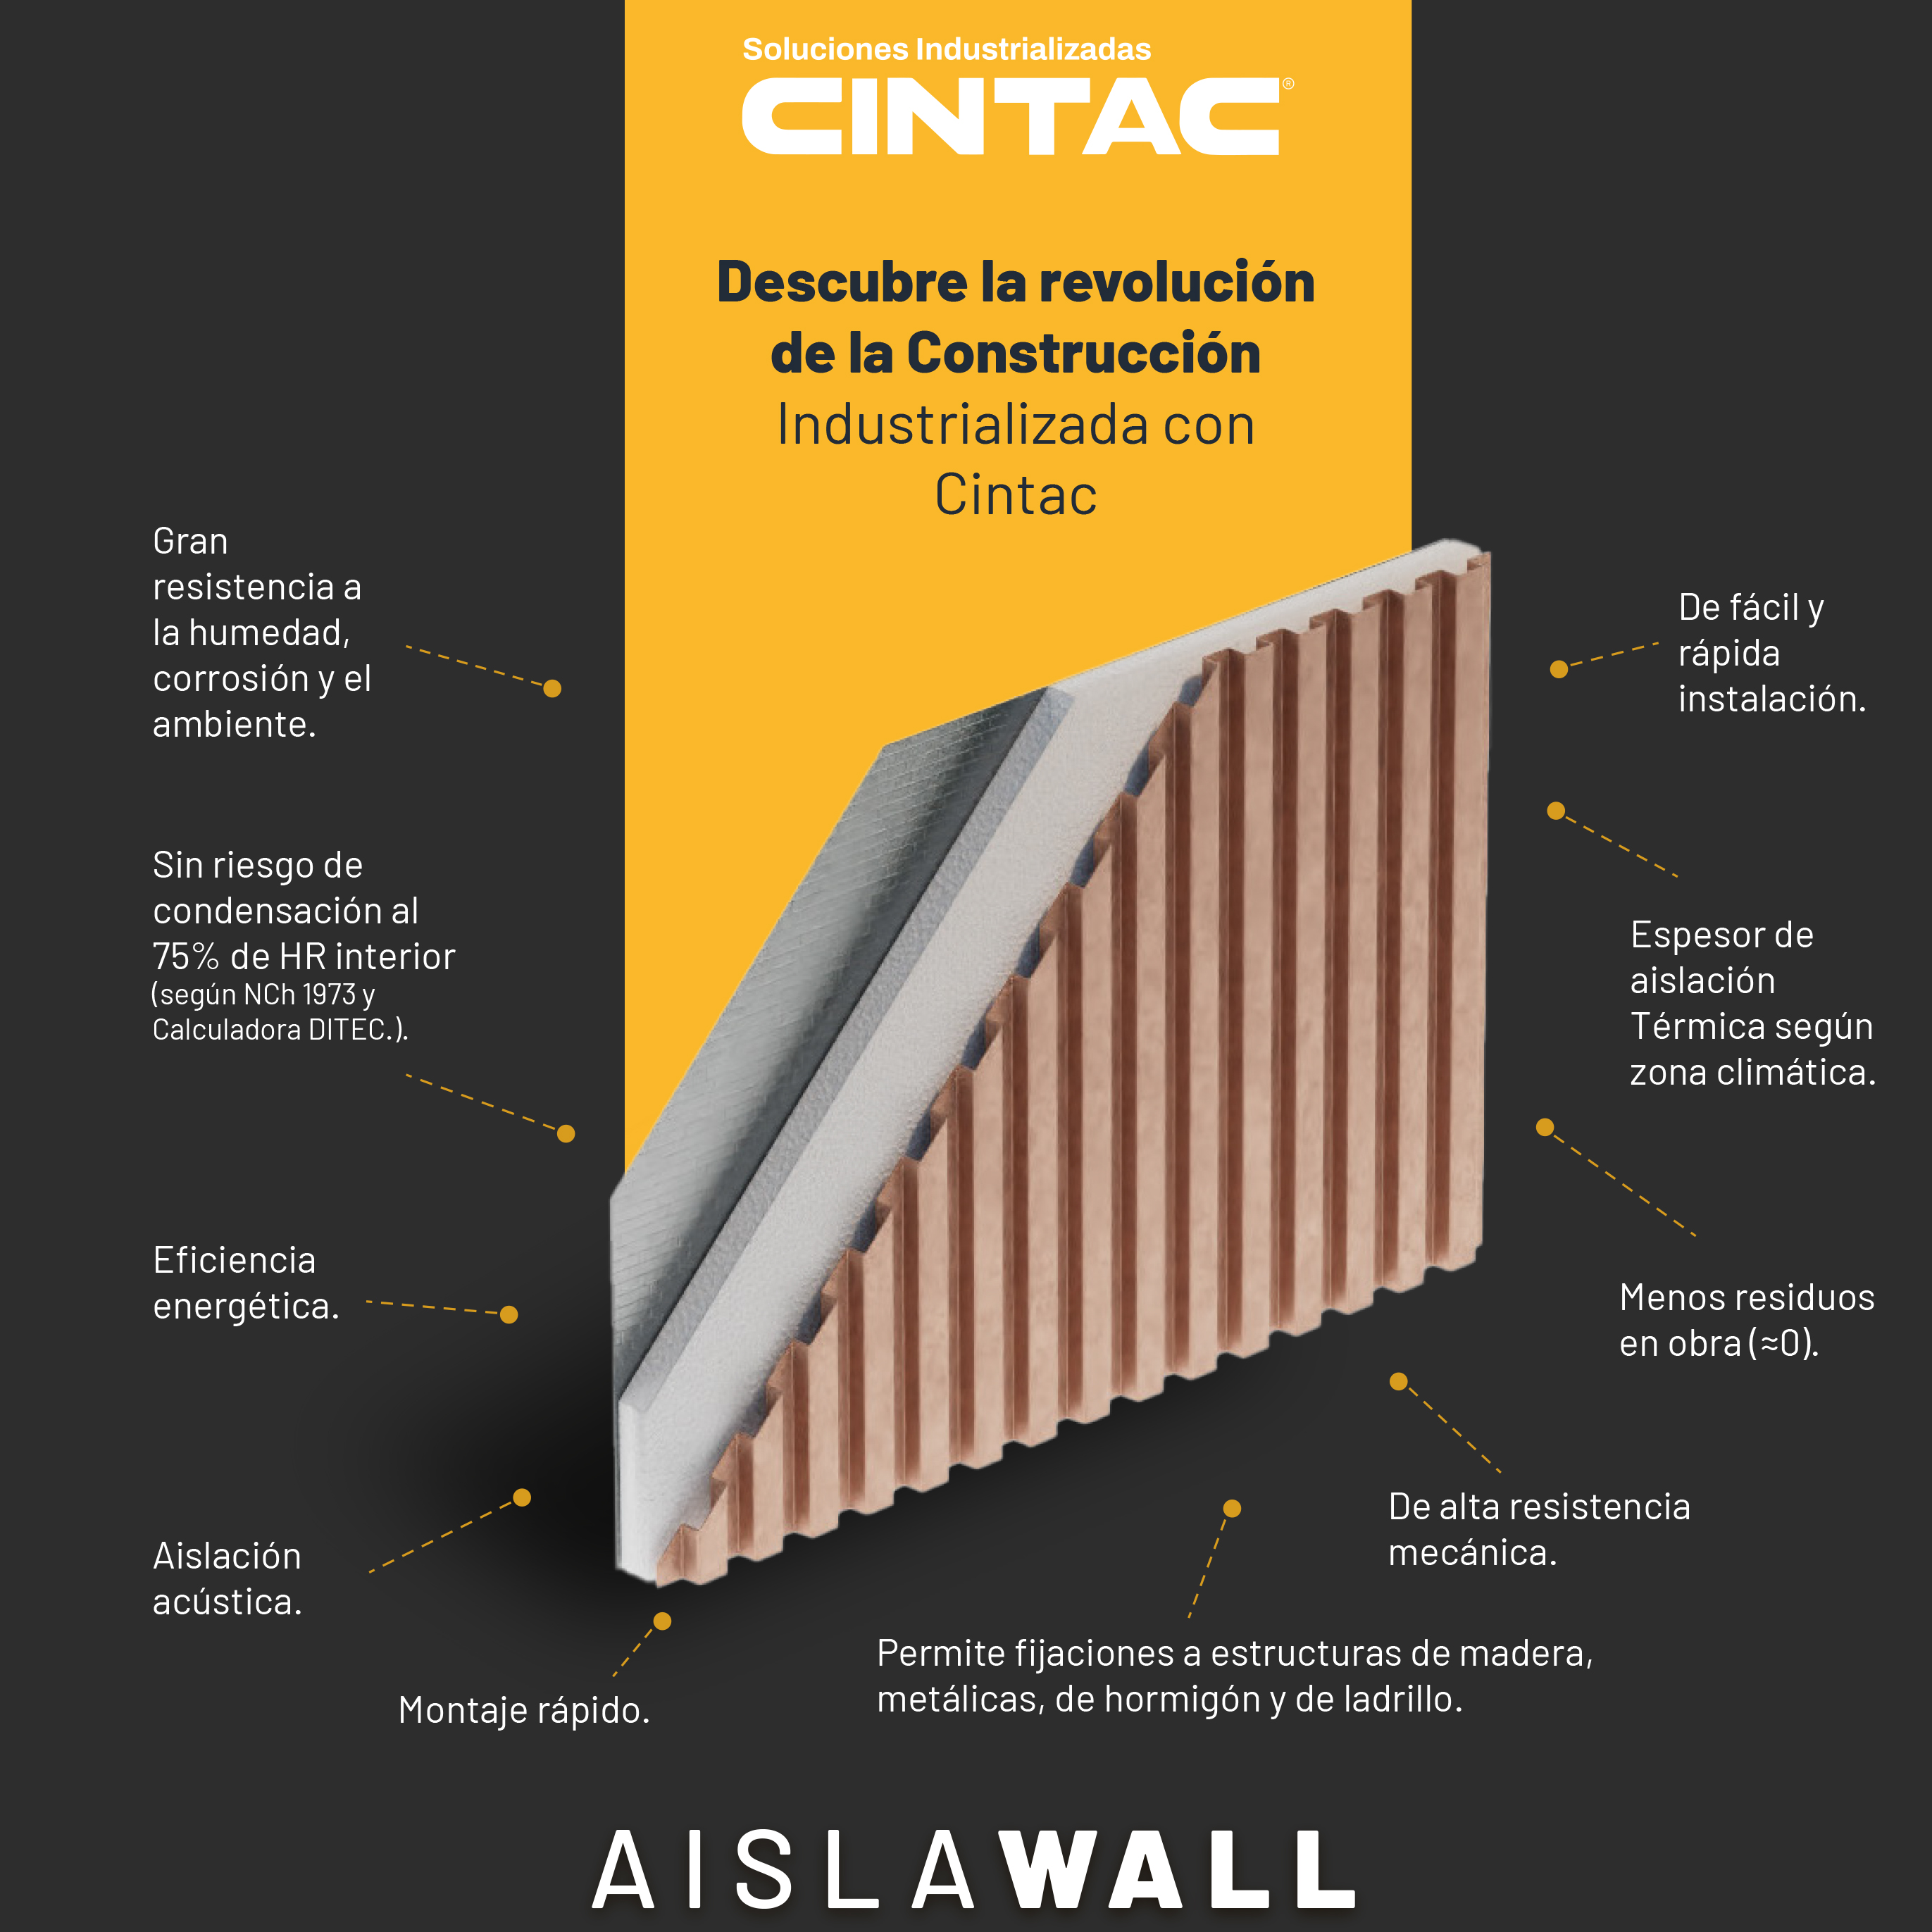 Soluciones Industrializadas
CINTAC®
Descubre la revolución
de la Construcción
Industrializada con
Cintac
Gran
resistencia a
la humedad,
corrosión y el
ambiente.
De fácil y
rápida
instalación.
Sin riesgo de
condensación al
75% de HR interior
(según NCh 1973 y
Calculadora DITEC.).
Espesor de
aislación
Térmica según
zona climática.
Eficiencia
energética.
Menos residuos
en obra (≈0).
Aislación
acústica.
De alta resistencia
mecánica.
Montaje rápido.
Permite fijaciones a estructuras de madera,
metálicas, de hormigón y de ladrillo.
AISLAWALL